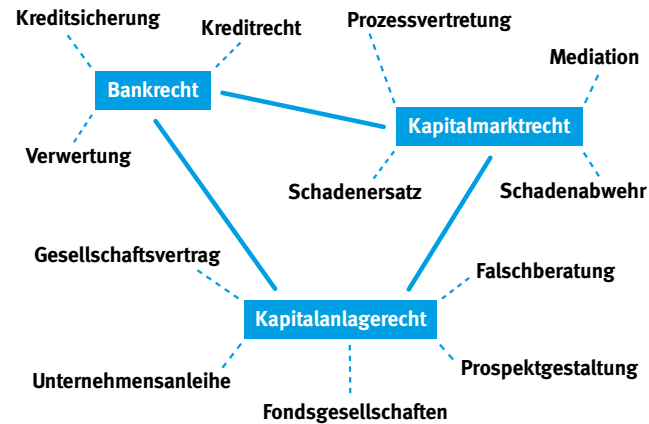 Kreditsicherung
Kreditrecht
Prozessvertretung
Mediation
Bankrecht
Kapitalmarktrecht
Verwertung
Schadenersatz
Schadenabwehr
Gesellschaftsvertrag
Falschberatung
Kapitalanlagerecht
Unternehmensanleihe
Prospektgestaltung
Fondsgesellschaften